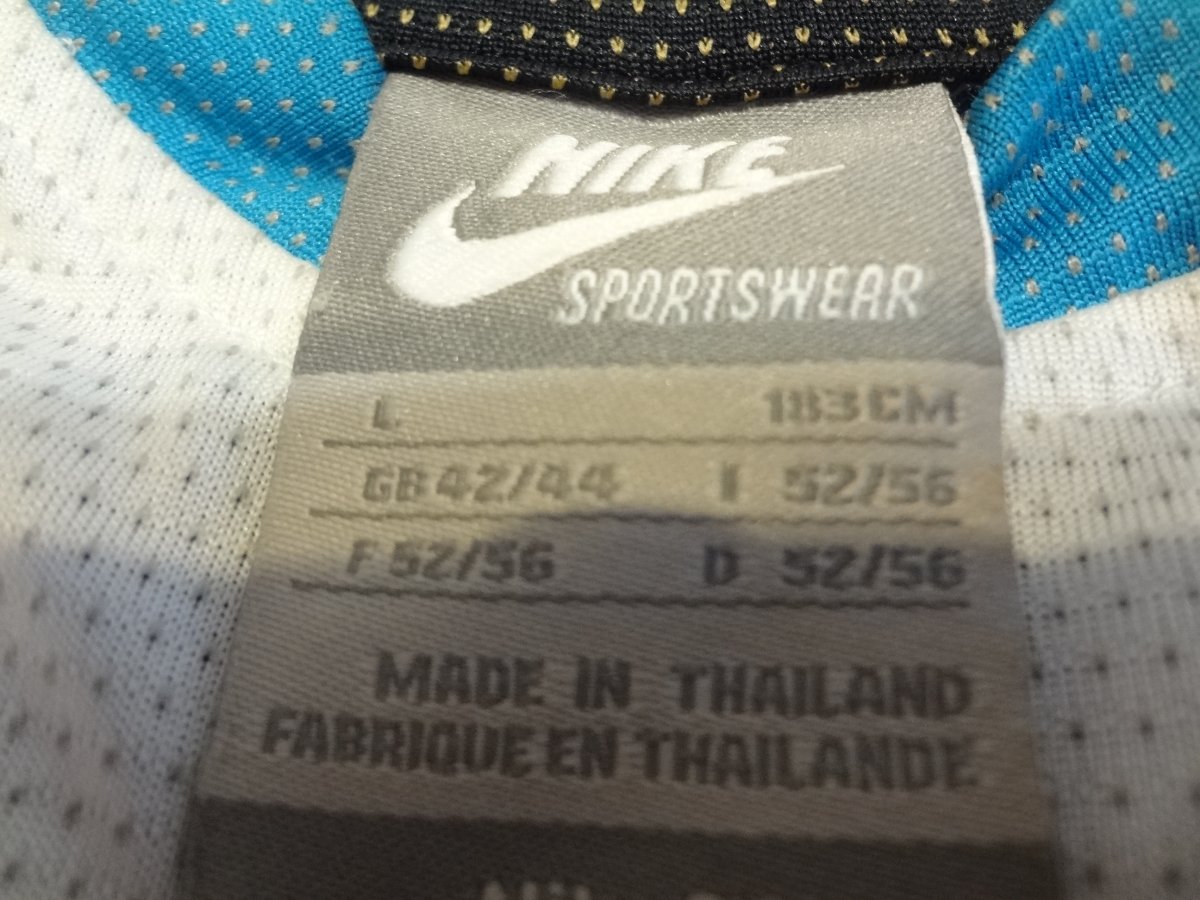 NIKE
SPORTSWEAR
L 183CM
GB 42/44 I 52/56
F 52/56 D 52/56
MADE IN THAILAND
FABRIQUE EN THAILANDE